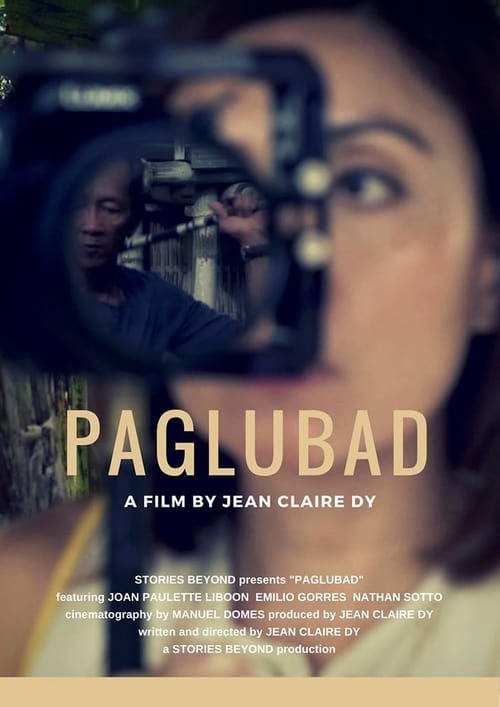 PAGLUBAD
A FILM BY JEAN CLAIRE DY
STORIES BEYOND presents "PAGLUBAD"
featuring JOAN PAULETTE LIBOON EMILIO GORRES NATHAN SOTTO
cinematography by MANUEL DOMES produced by JEAN CLAIRE DY
written and directed by JEAN CLAIRE DY
a STORIES BEYOND production